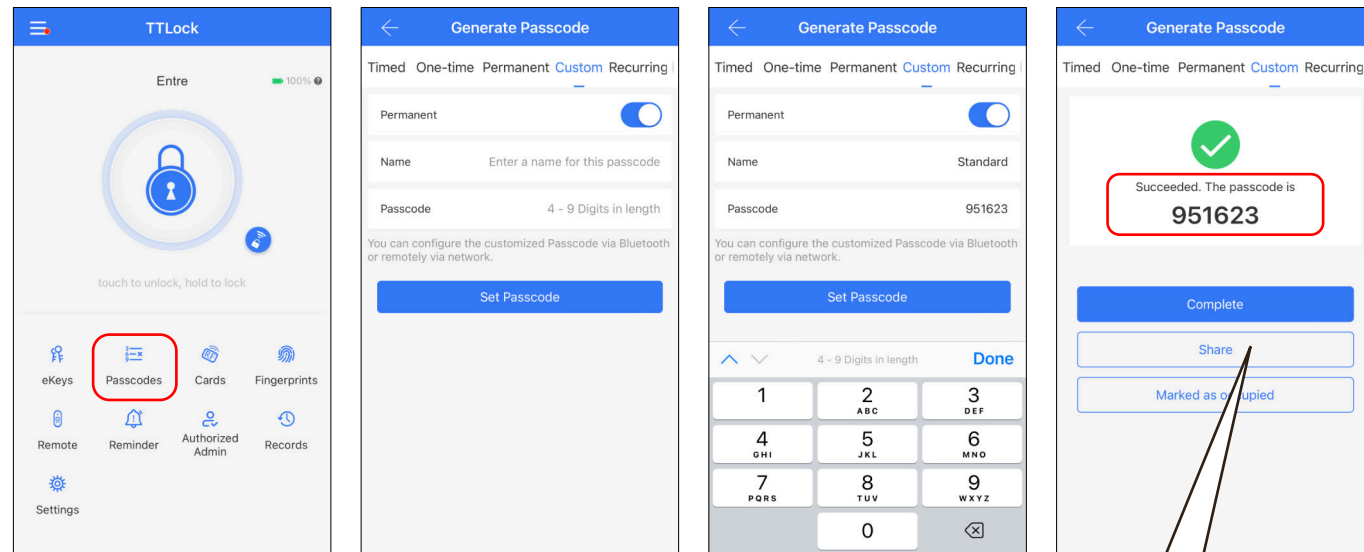 TTLock
Entre
100%
touch to unlock, hold to lock
eKeys Passcodes Cards Fingerprints
Remote Reminder Authorized Admin Records
Settings
Generate Passcode
Timed One-time Permanent Custom Recurring
Permanent
Name Enter a name for this passcode
Passcode 4 - 9 Digits in length
You can configure the customized Passcode via Bluetooth
or remotely via network.
Set Passcode
Generate Passcode
Timed One-time Permanent Custom Recurring
Permanent
Name Standard
Passcode 951623
You can configure the customized Passcode via Bluetooth
or remotely via network.
Set Passcode
4 - 9 Digits in length Done
1 2 3
ABC DEF
4 5 6
GHI JKL MNO
7 8 9
PQRS TUV WXYZ
0
Generate Passcode
Timed One-time Permanent Custom Recurring
Succeeded. The passcode is
951623
Complete
Share
Marked as occupied